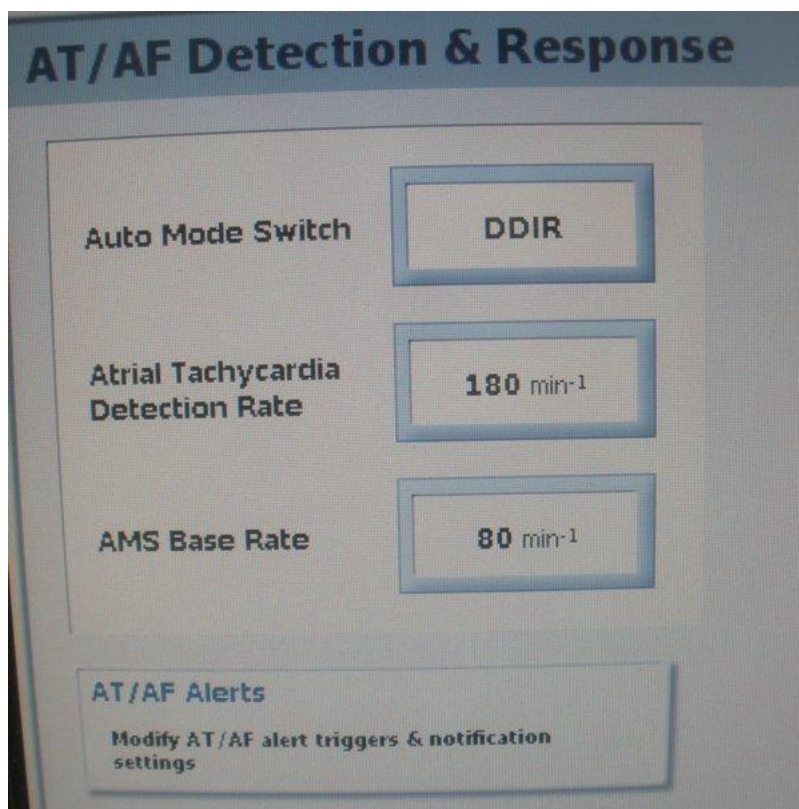 AT/AF Detection & Response
Auto Mode Switch
DDIR
Atrial Tachycardia
Detection Rate
180 min-1
AMS Base Rate
80 min-1
AT/AF Alerts
Modify AT/AF alert triggers & notification
settings